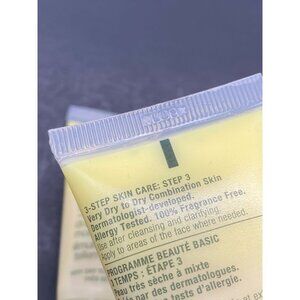 3-STEP SKIN CARE: STEP 3
Very Dry to Dry Combination Skin
Dermatologist-developed.
Allergy Tested. 100% Fragrance Free.
Use after cleansing and clarifying.
Apply to areas of the face where needed.
PROGRAMME BEAUTÉ BASIC
TEMPS : ÉTAPE 3
Peau très sèche à mixte
par des dermatologues.
tests d'allergie.